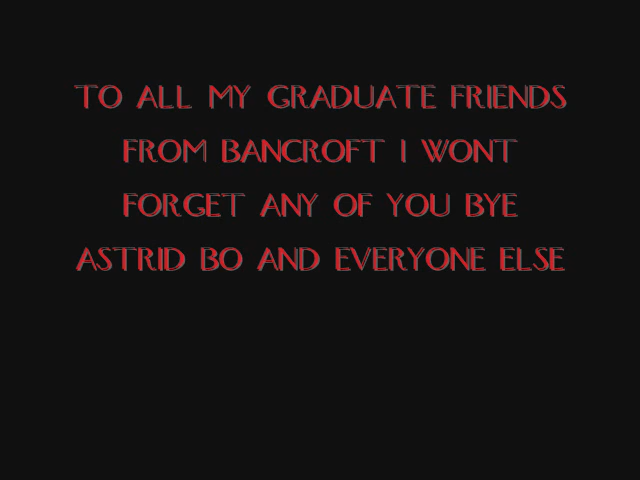 TO ALL MY GRADUATE FRIENDS
FROM BANCROFT I WONT
FORGET ANY OF YOU BYE
ASTRID BO AND EVERYONE ELSE